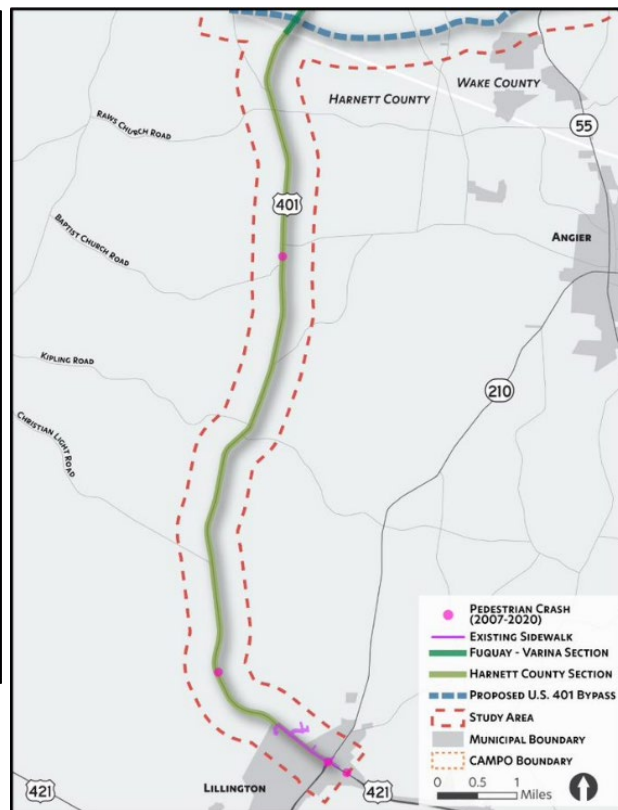 WAKE COUNTY
HARNETT COUNTY
RAWS CHURCH ROAD
55
401
BAPTIST CHURCH ROAD
ANGIER
KIPLING ROAD
210
CHRISTIAN LIGHT ROAD
PEDESTRIAN CRASH
(2007-2020)
EXISTING SIDEWALK
FUQUAY - VARINA SECTION
HARNETT COUNTY SECTION
PROPOSED U.S. 401 BYPASS
STUDY AREA
MUNICIPAL BOUNDARY
CAMPO BOUNDARY
0 0.5 1
Miles
421
LILLINGTON
421